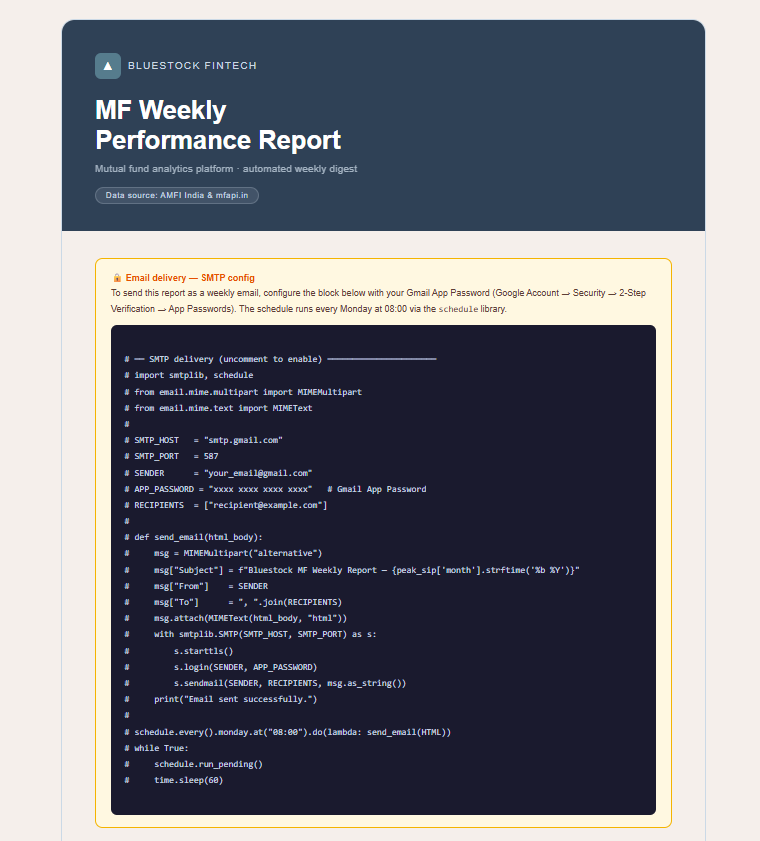 ▲ BLUESTOCK FINTECH
MF Weekly
Performance Report
Mutual fund analytics platform · automated weekly digest
Data source: AMFI India & mfapi.in
🔒 Email delivery — SMTP config
To send this report as a weekly email, configure the block below with your Gmail App Password (Google Account → Security → 2-Step
Verification → App Passwords). The schedule runs every Monday at 08:00 via the schedule library.
# ── SMTP delivery (uncomment to enable) ──────────────────────
# import smtplib, schedule
# from email.mime.multipart import MIMEMultipart
# from email.mime.text import MIMEText
#
# SMTP_HOST   = "smtp.gmail.com"
# SMTP_PORT   = 587
# SENDER      = "your_email@gmail.com"
# APP_PASSWORD = "xxxx xxxx xxxx xxxx"   # Gmail App Password
# RECIPIENTS  = ["recipient@example.com"]
#
# def send_email(html_body):
#     msg = MIMEMultipart("alternative")
#     msg["Subject"] = f"Bluestock MF Weekly Report — {peak_sip['month'].strftime('%b %Y')}"
#     msg["From"]    = SENDER
#     msg["To"]      = ", ".join(RECIPIENTS)
#     msg.attach(MIMEText(html_body, "html"))
#     with smtplib.SMTP(SMTP_HOST, SMTP_PORT) as s:
#         s.starttls()
#         s.login(SENDER, APP_PASSWORD)
#         s.sendmail(SENDER, RECIPIENTS, msg.as_string())
#     print("Email sent successfully.")
#
# schedule.every().monday.at("08:00").do(lambda: send_email(HTML))
# while True:
#     schedule.run_pending()
#     time.sleep(60)